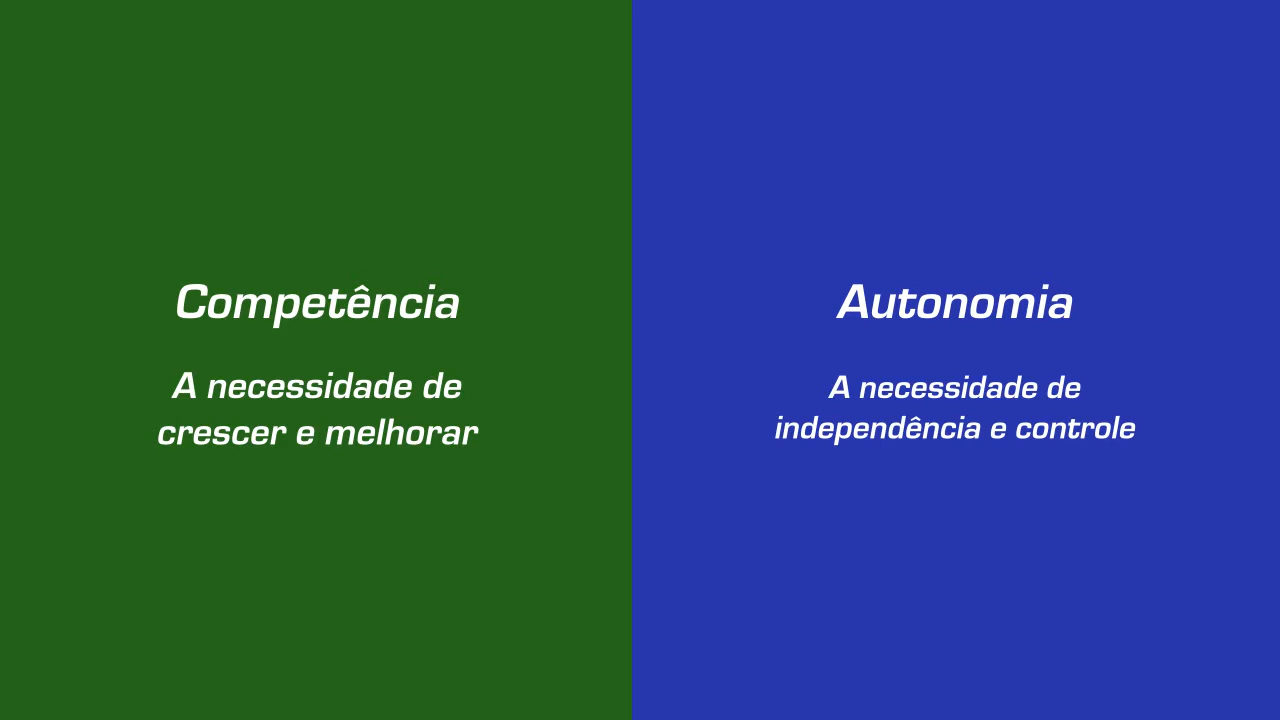 Competência
A necessidade de
crescer e melhorar
Autonomia
A necessidade de
independência e controle